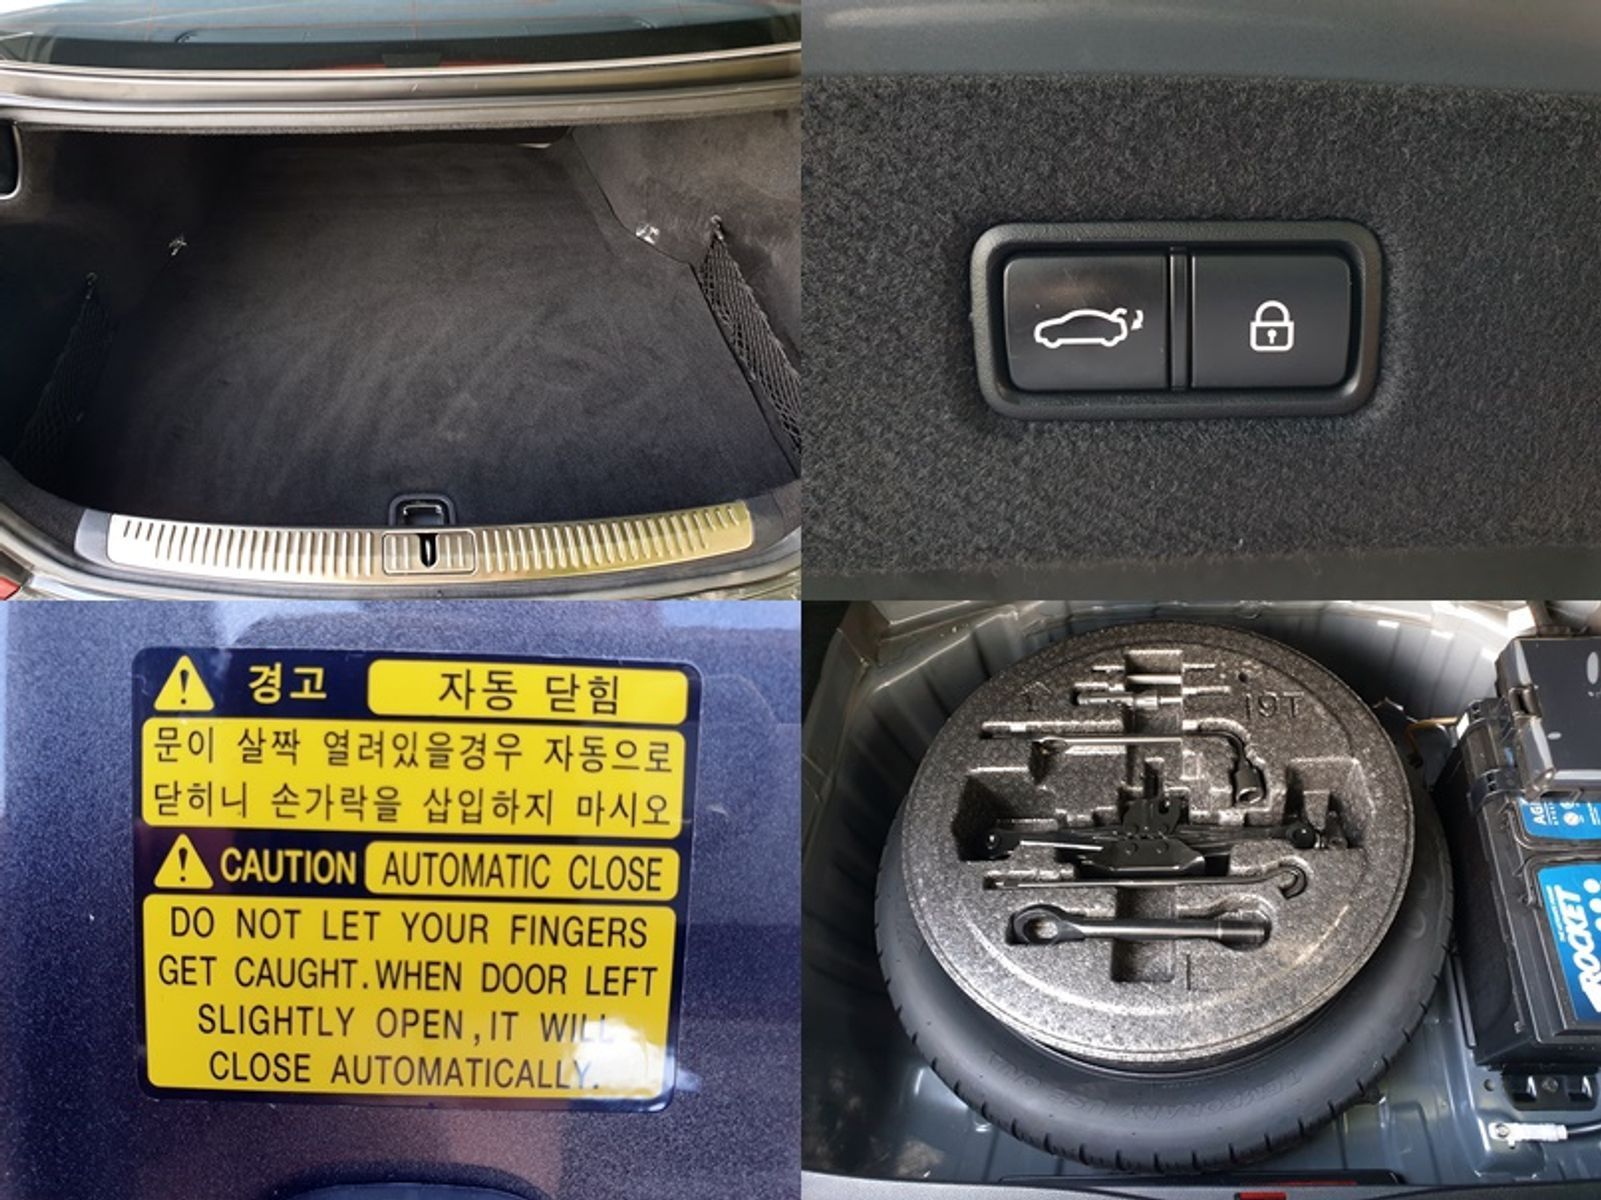 경고 자동 닫힘
문이 살짝 열려있을경우 자동으로
닫히니 손가락을 삽입하지 마시오
CAUTION AUTOMATIC CLOSE
DO NOT LET YOUR FINGERS
GET CAUGHT.WHEN DOOR LEFT
SLIGHTLY OPEN,IT WILL
CLOSE AUTOMATICALLY.
19T
ROCKET